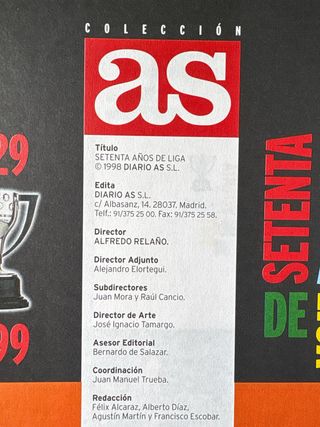 COLECCIÓN
as
Título
SETENTA AÑOS DE LIGA
© 1998 DIARIO AS S.L.
Edita
DIARIO AS S.L.
c/ Albasanz, 14. 28037, Madrid.
Telf.: 91/375 25 00. Fax: 91/375 25 58.
Director
ALFREDO RELAÑO.
Director Adjunto
Alejandro Elortegui.
Subdirectores
Juan Mora y Raúl Cancio.
Director de Arte
José Ignacio Tamargo.
Asesor Editorial
Bernardo de Salazar.
Coordinación
Juan Manuel Trueba.
Redacción
Félix Alcaraz, Alberto Díaz,
Agustín Martín y Francisco Escobar.
29
99
SETENTA
DE